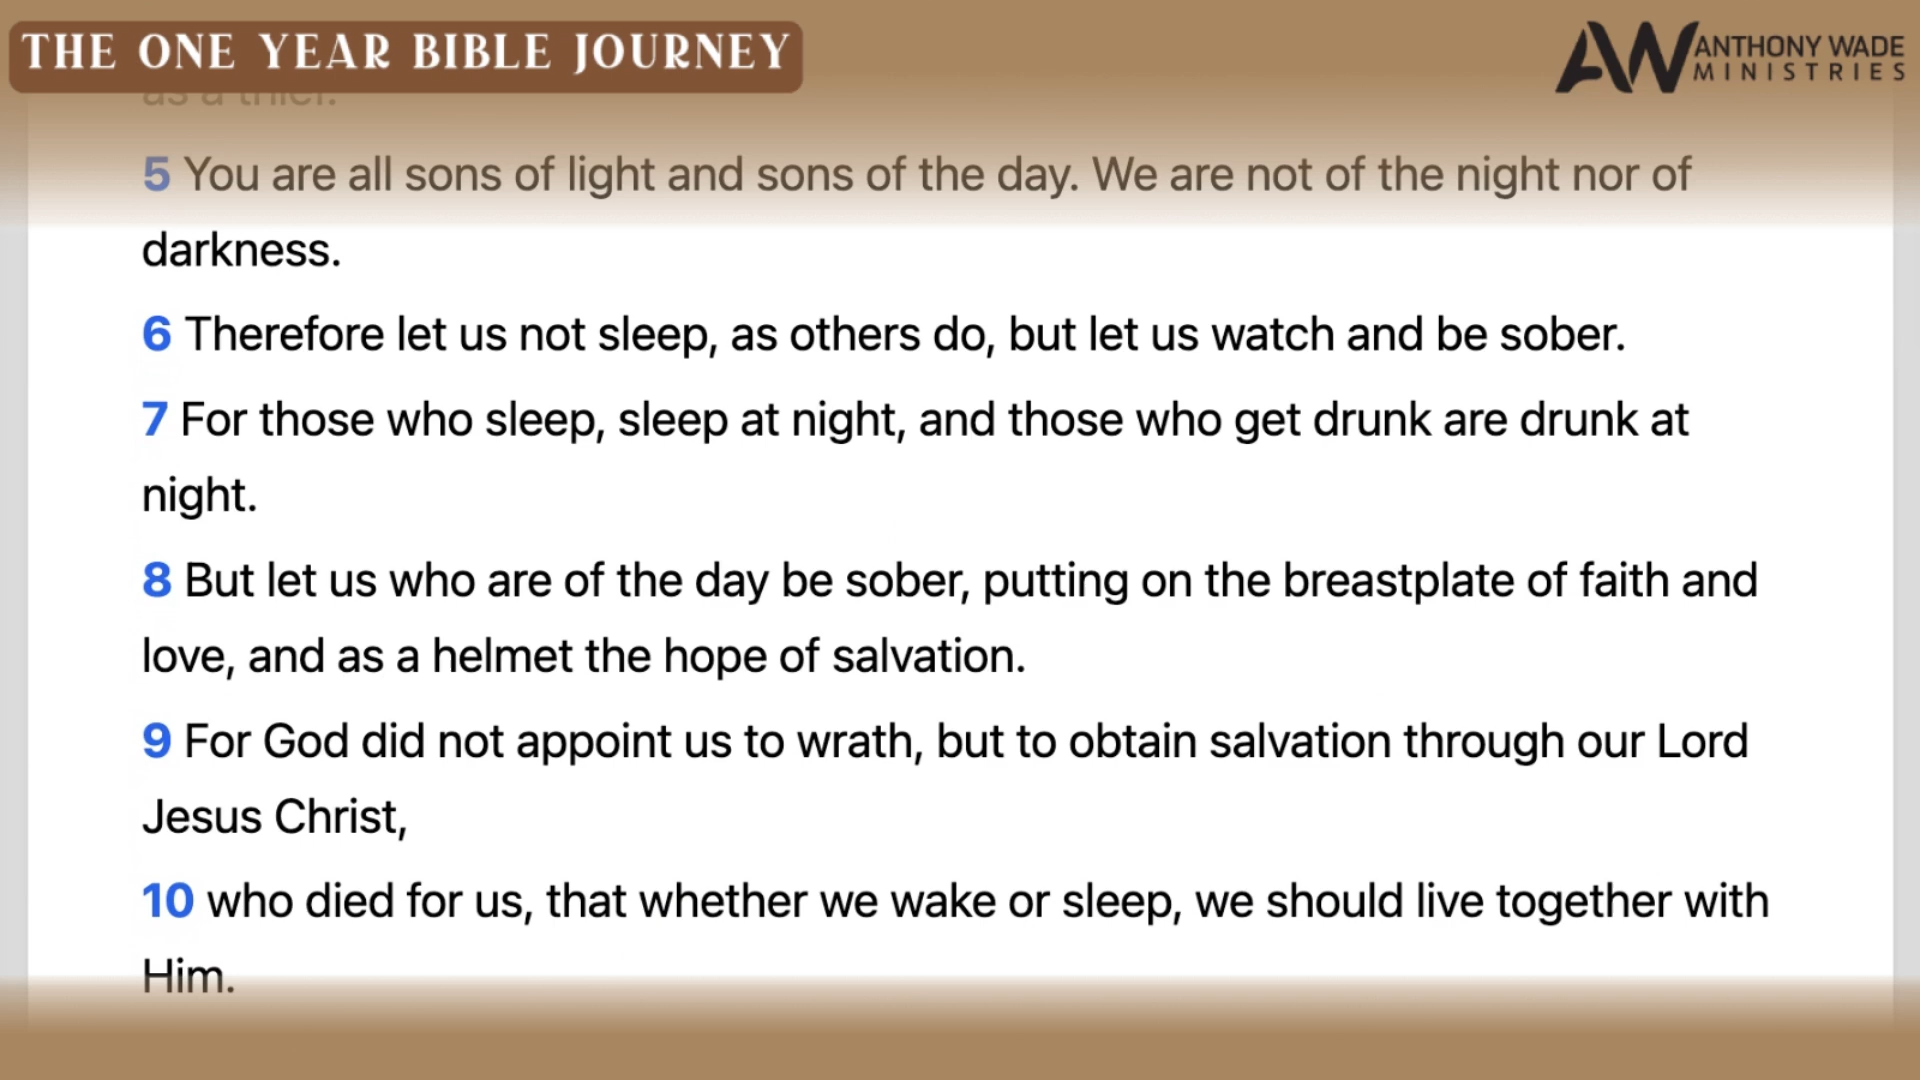 THE ONE YEAR BIBLE JOURNEY
ANTHONY WADE
MINISTRIES
as a thief.
5 You are all sons of light and sons of the day. We are not of the night nor of
darkness.
6 Therefore let us not sleep, as others do, but let us watch and be sober.
7 For those who sleep, sleep at night, and those who get drunk are drunk at
night.
8 But let us who are of the day be sober, putting on the breastplate of faith and
love, and as a helmet the hope of salvation.
9 For God did not appoint us to wrath, but to obtain salvation through our Lord
Jesus Christ,
10 who died for us, that whether we wake or sleep, we should live together with
Him.